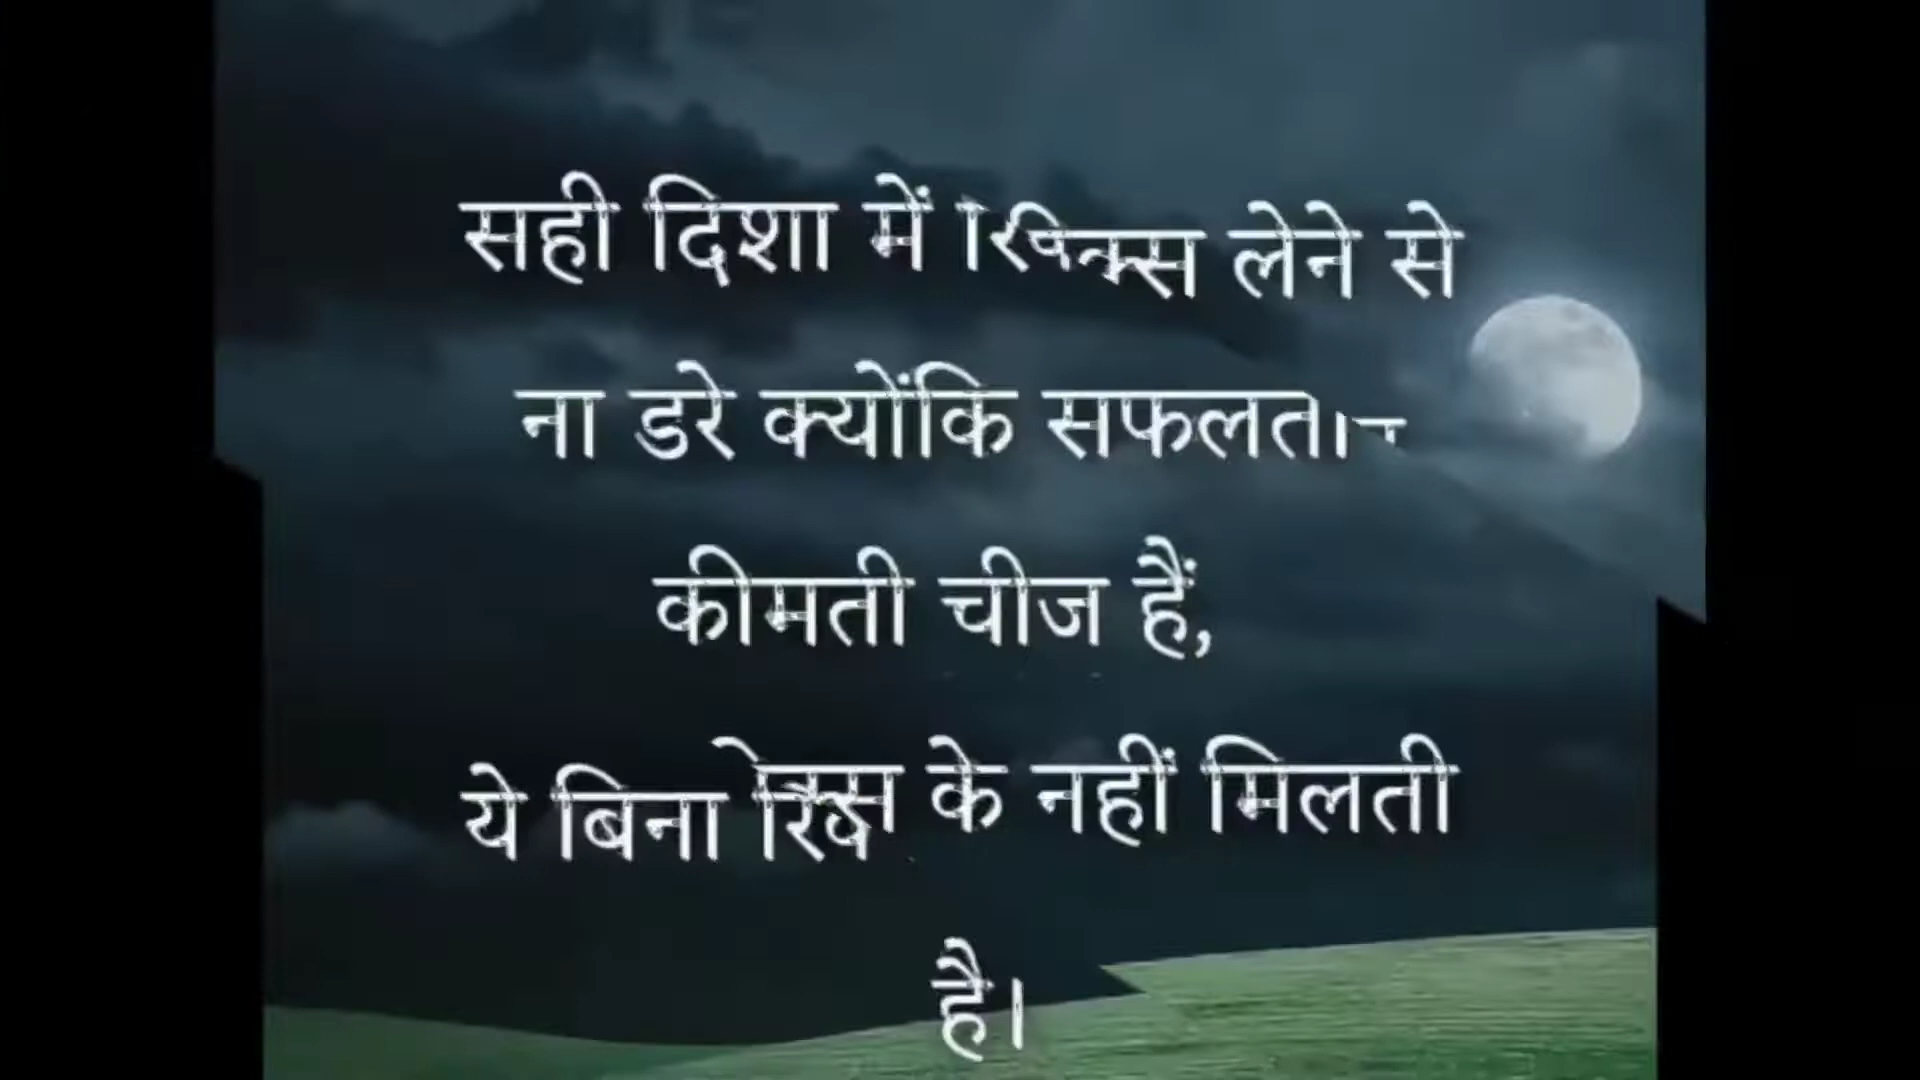 सही दिशा में लेने से
ना डरे क्योंकि सफलता
कीमती चीज हैं,
ये बिना के नहीं मिलती
है।